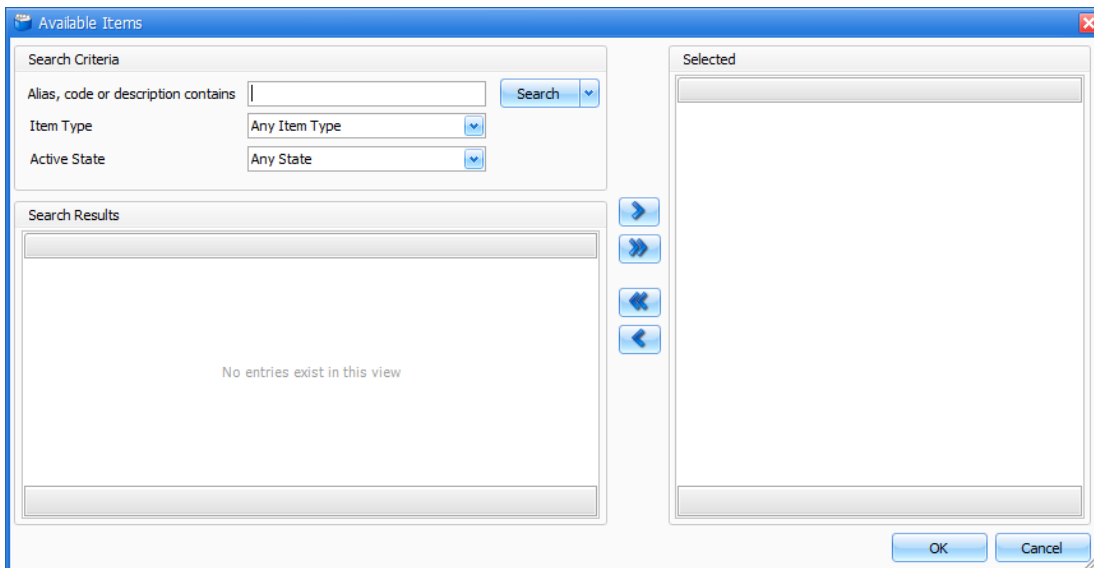 Available Items
Search Criteria
Alias, code or description contains
Search
Item Type
Any Item Type
Active State
Any State
Search Results
No entries exist in this view
Selected
OK
Cancel